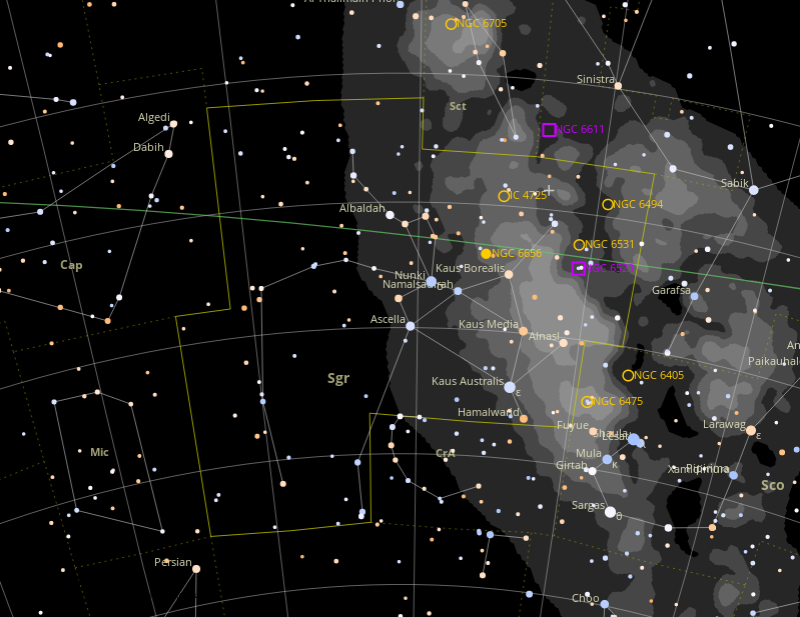 NGC 6705
Sinistra
Sct
Algedi
NGC 6611
Dabih
Sabik
IC 4725
NGC 6494
Albaldah
NGC 6531
NGC 6656
Cap
Kaus Borealis
Nunki
σ
Garafsa
Ascella
Kaus Media
Alnasl
Sgr
NGC 6405
Kaus Australis
ε
NGC 6475
Hamalwarid
Fuyue
Larawag
ε
Mic
CrA
Mula
κ
Girtab
Sco
Sargas
θ
Persian
Choo